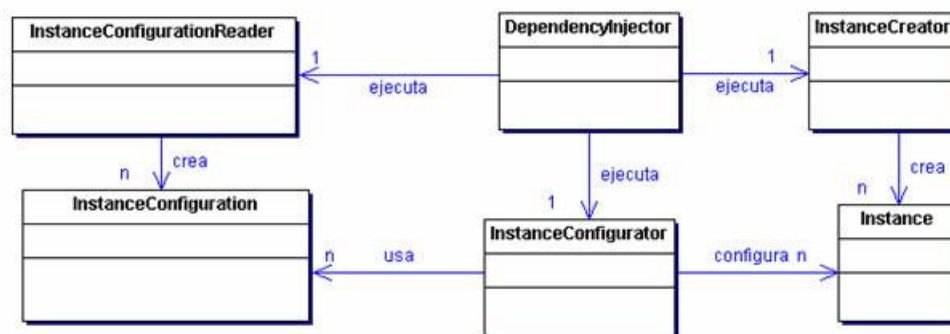 InstanceConfigurationReader
DependencyInjector
InstanceCreator
1
ejecuta
1
ejecuta
crea
n
ejecuta
1
crea
n
InstanceConfiguration
InstanceConfigurator
Instance
n
usa
configura n